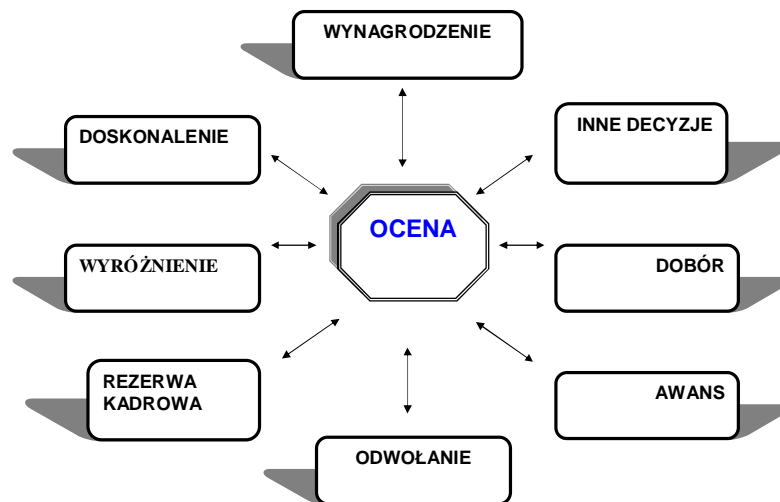 WYNAGRODZENIE
DOSKONALENIE
INNE DECYZJE
OCENA
WYRÓŻNIENIE
DOBÓR
REZERWA
KADROWA
AWANS
ODWOŁANIE